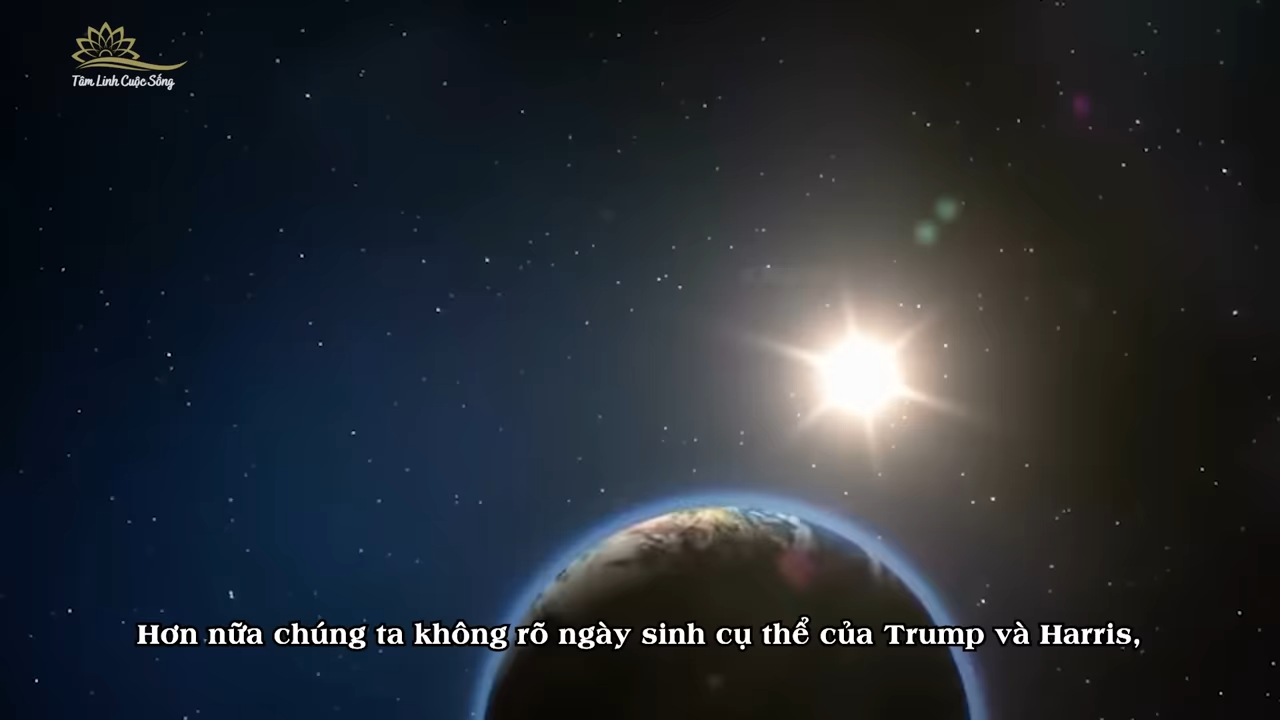 Tâm Linh Cuộc Sống
Hơn nữa chúng ta không rõ ngày sinh cụ thể của Trump và Harris,